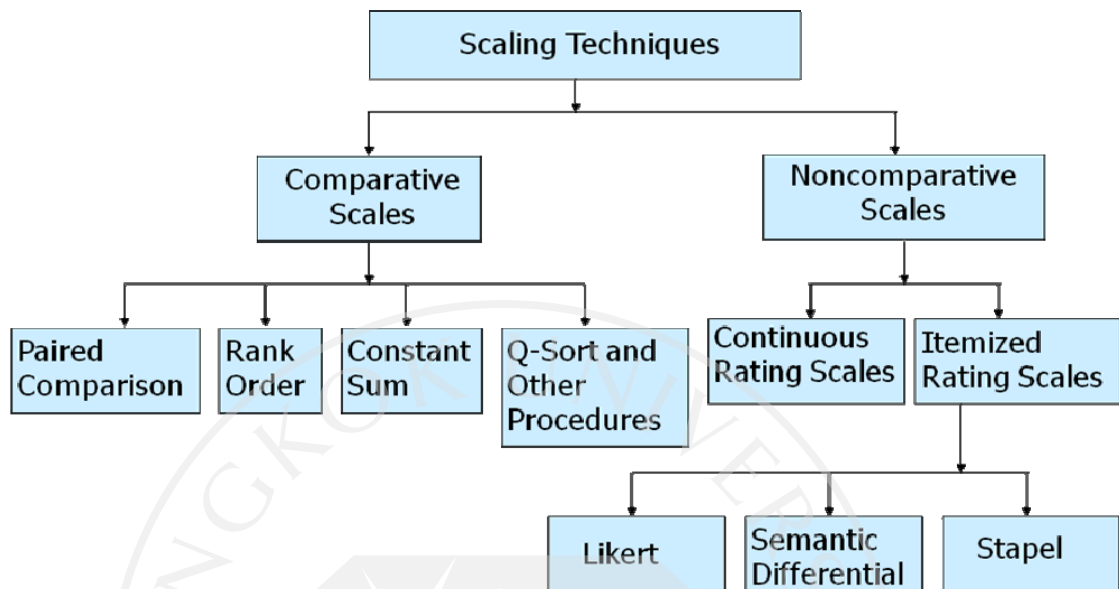 Scaling Techniques
Comparative
Scales
Noncomparative
Scales
Paired
Comparison
Rank
Order
Constant
Sum
Q-Sort and
Other
Procedures
Continuous
Rating Scales
Itemized
Rating Scales
Likert
Semantic
Differential
Stapel